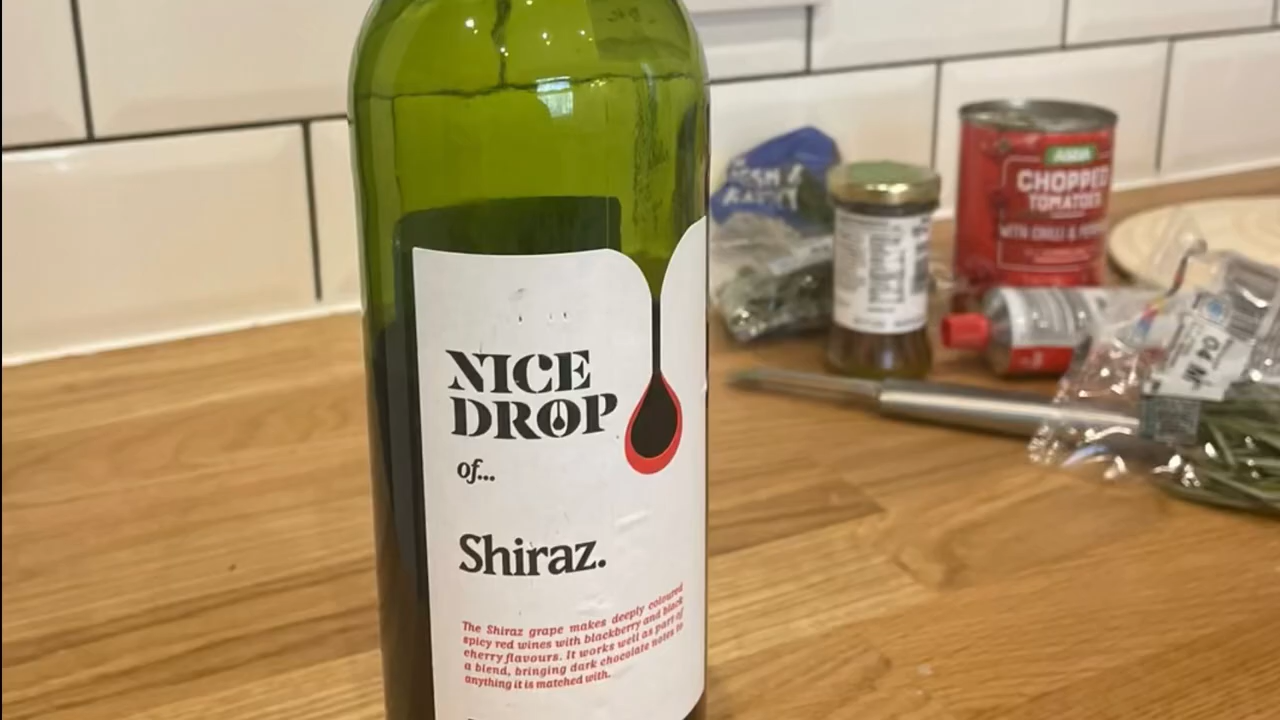 NICE
DROP
of...
Shiraz.
The Shiraz grape makes deeply coloured
spicy red wines with blackberry and black
cherry flavours. It works well as part of
a blend, bringing dark chocolate notes to
anything it is matched with.
ASDA
CHOPPED
TOMATOES
WITH CHILLI &
04 M